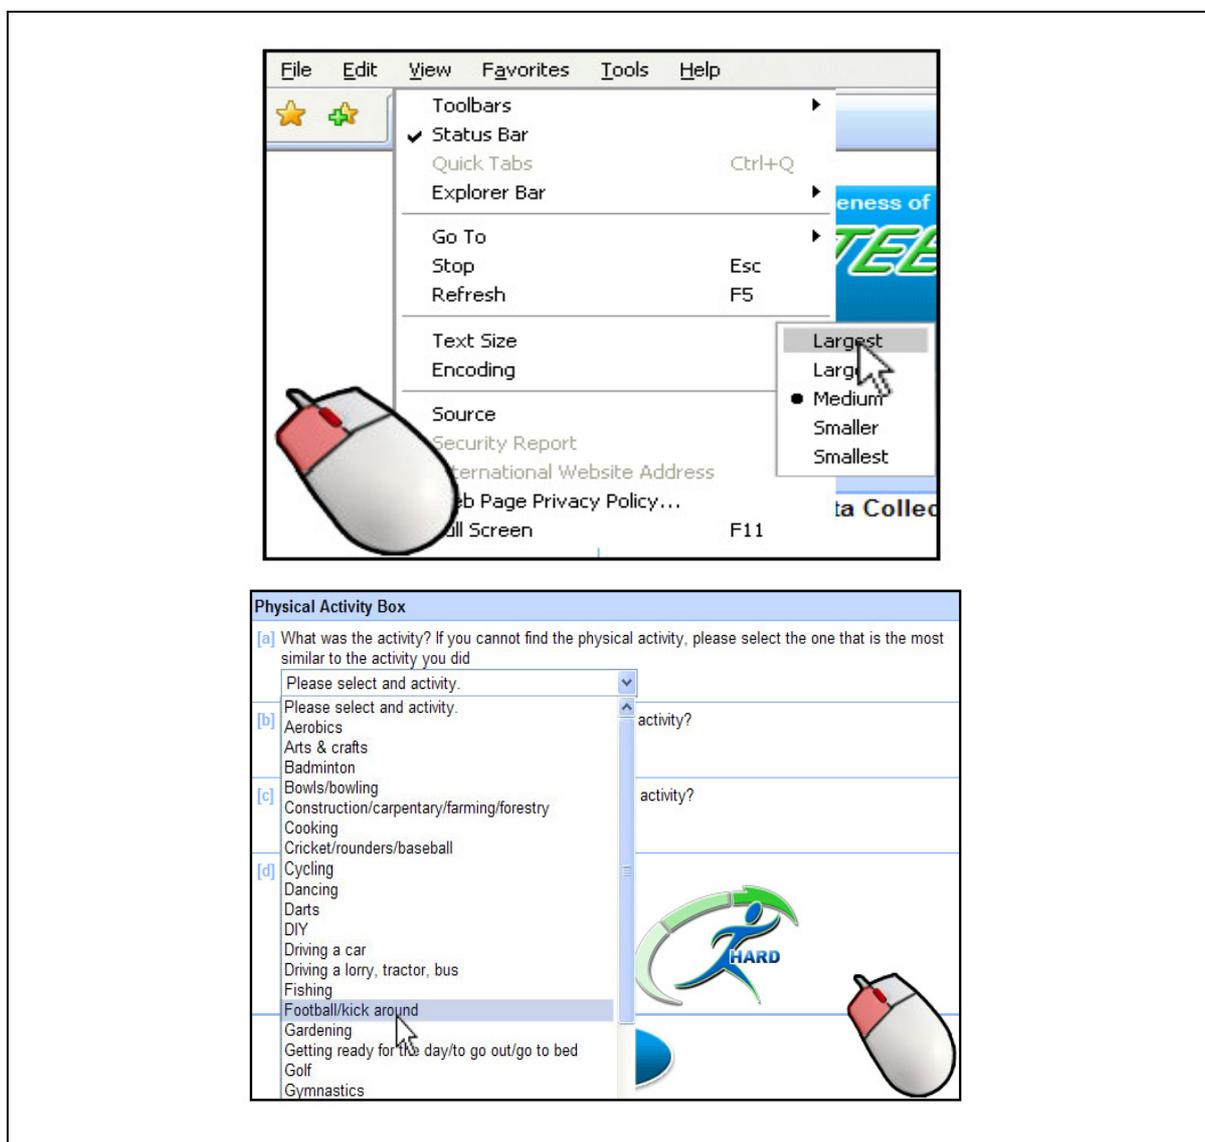 File Edit View Favorites Tools Help
Toolbars
Status Bar
Quick Tabs Ctrl+Q
Explorer Bar
eness of
Go To
TEE
Stop Esc
Refresh F5
Text Size Largest
Encoding
Medium
Source Smaller
Security Report Smallest
ternational Website Address
eb Page Privacy Policy...
ta Collec
ull Screen F11
Physical Activity Box
[a] What was the activity? If you cannot find the physical activity, please select the one that is the most
similar to the activity you did
Please select and activity.
Please select and activity.
[b] activity?
Aerobics
Arts & crafts
Badminton
Bowls/bowling
[c] activity?
Construction/carpentary/farming/forestry
Cooking
Cricket/rounders/baseball
[d] Cycling
Dancing
Darts
DIY
Driving a car
HARD
Driving a lorry, tractor, bus
Fishing
Football/kick around
Gardening
Getting ready for the day/to go out/go to bed
Golf
Gymnastics